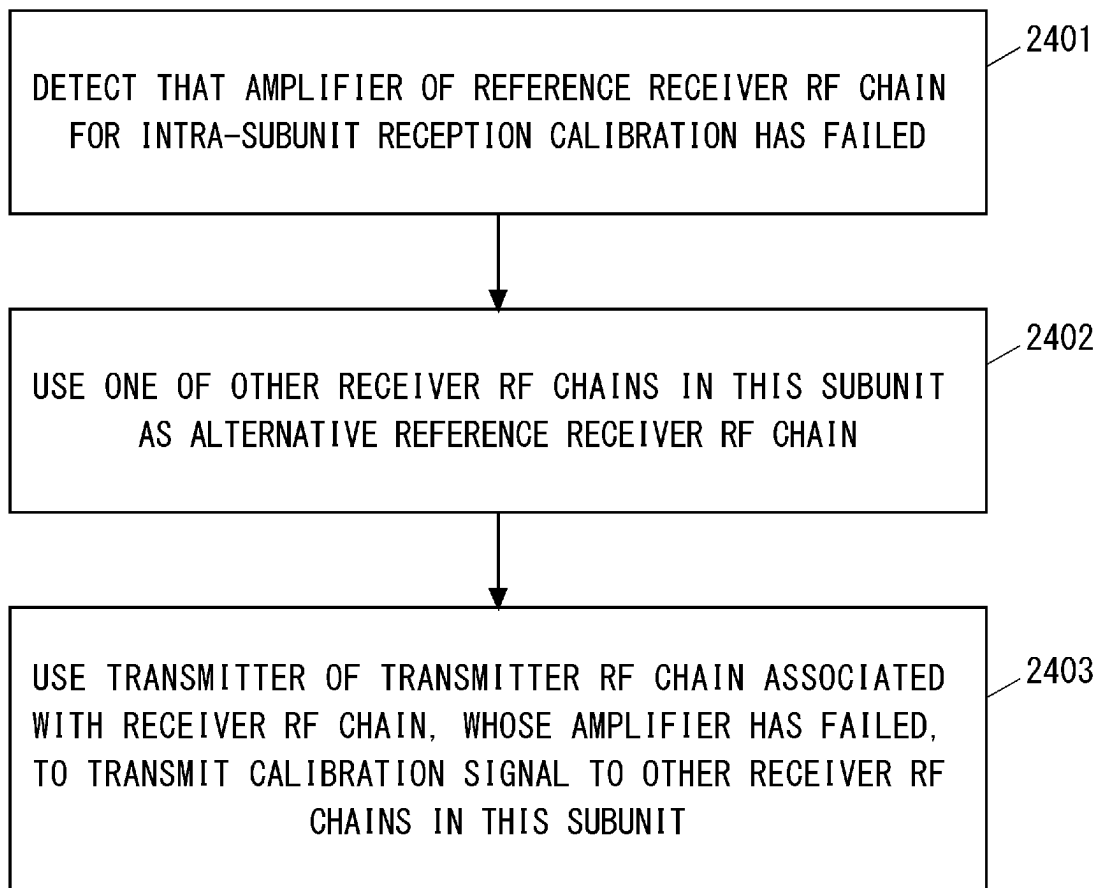 2401
DETECT THAT AMPLIFIER OF REFERENCE RECEIVER RF CHAIN
FOR INTRA-SUBUNIT RECEPTION CALIBRATION HAS FAILED
2402
USE ONE OF OTHER RECEIVER RF CHAINS IN THIS SUBUNIT
AS ALTERNATIVE REFERENCE RECEIVER RF CHAIN
2403
USE TRANSMITTER OF TRANSMITTER RF CHAIN ASSOCIATED
WITH RECEIVER RF CHAIN, WHOSE AMPLIFIER HAS FAILED,
TO TRANSMIT CALIBRATION SIGNAL TO OTHER RECEIVER RF
CHAINS IN THIS SUBUNIT